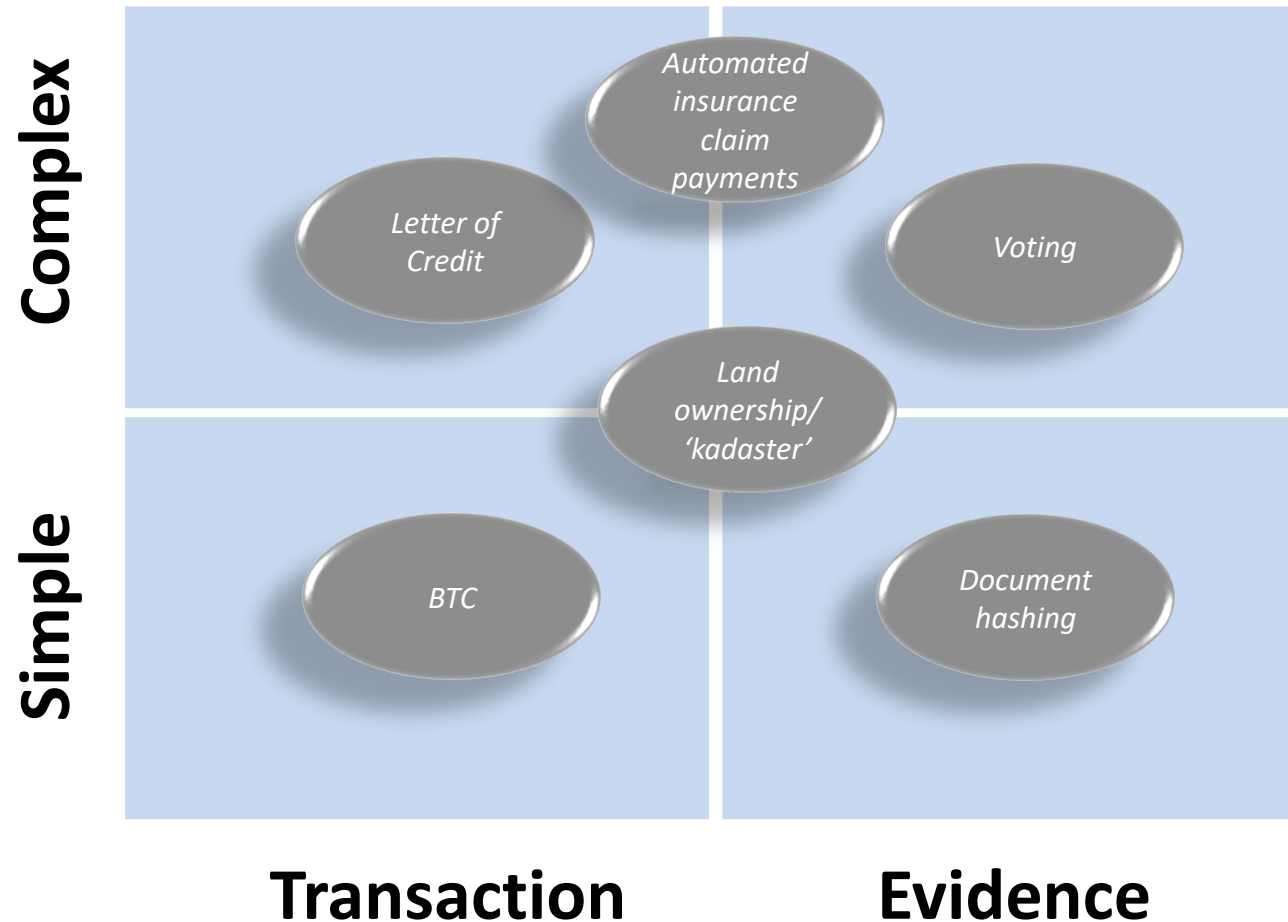 Complex
Automated
insurance
claim
payments
Letter of
Credit
Voting
Land
ownership/
‘kadaster’
Simple
BTC
Document
hashing
Transaction
Evidence